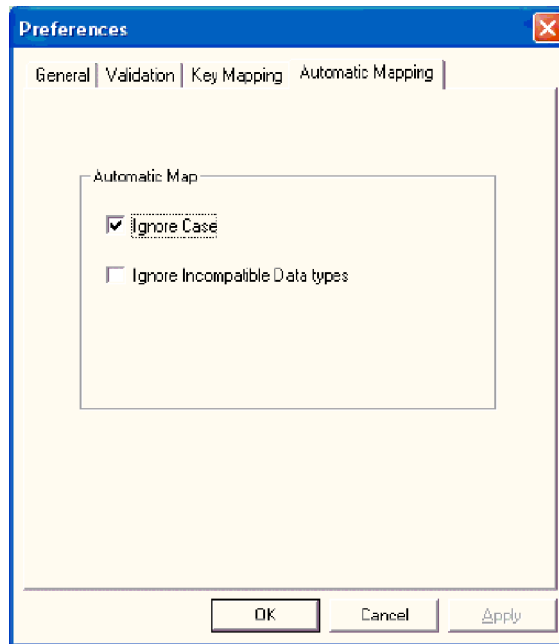 Preferences
General Validation Key Mapping Automatic Mapping
Automatic Map
Ignore Case
Ignore Incompatible Data types
OK Cancel Apply